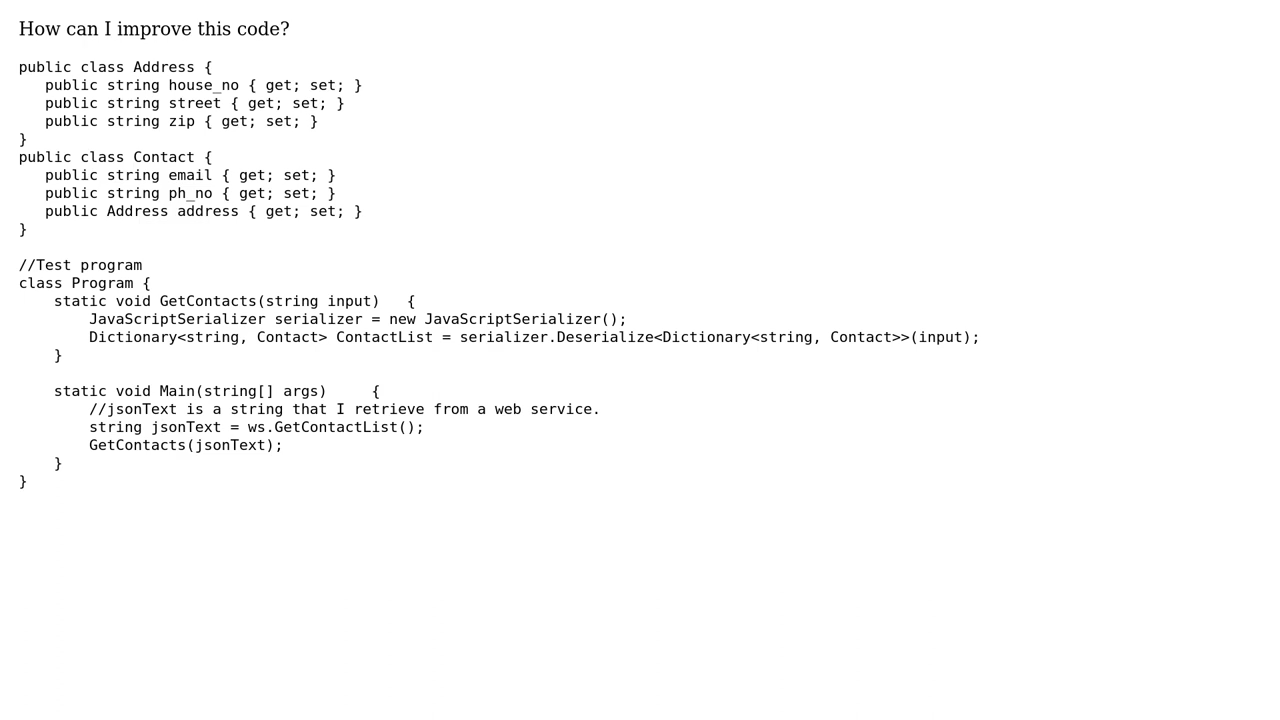 How can I improve this code?
public class Address {
   public string house_no { get; set; }
   public string street { get; set; }
   public string zip { get; set; }
}
public class Contact {
   public string email { get; set; }
   public string ph_no { get; set; }
   public Address address { get; set; }
}

//Test program
class Program {
    static void GetContacts(string input)   {
        JavaScriptSerializer serializer = new JavaScriptSerializer();
        Dictionary<string, Contact> ContactList = serializer.Deserialize<Dictionary<string, Contact>>(input);
    }

    static void Main(string[] args)     {
        //jsonText is a string that I retrieve from a web service.
        string jsonText = ws.GetContactList();
        GetContacts(jsonText);
    }
}